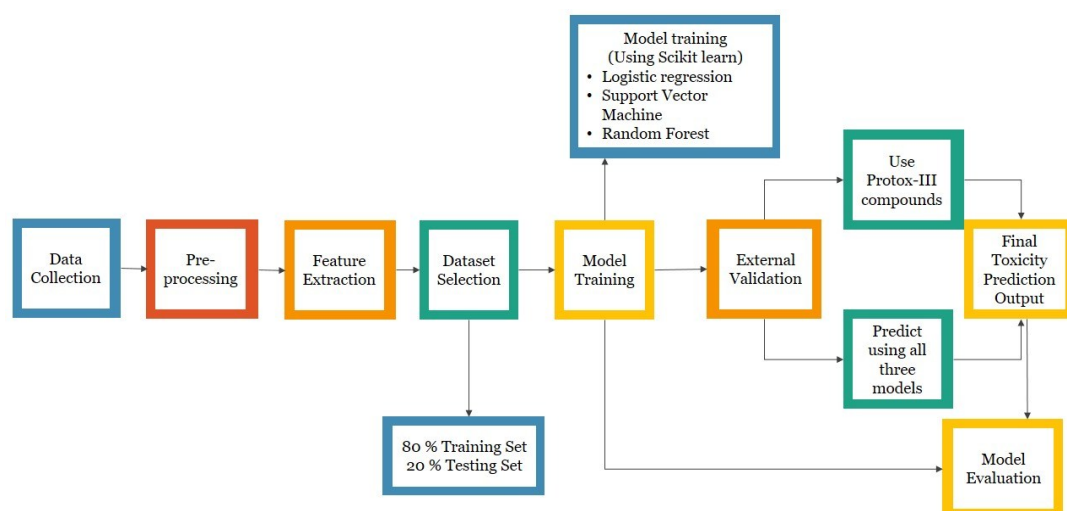 Model training
(Using Scikit learn)
• Logistic regression
• Support Vector
Machine
• Random Forest
Use
Protox-III
compounds
Data
Collection
Pre-
processing
Feature
Extraction
Dataset
Selection
Model
Training
External
Validation
Final
Toxicity
Prediction
Output
Predict
using all
three
models
80 % Training Set
20 % Testing Set
Model
Evaluation